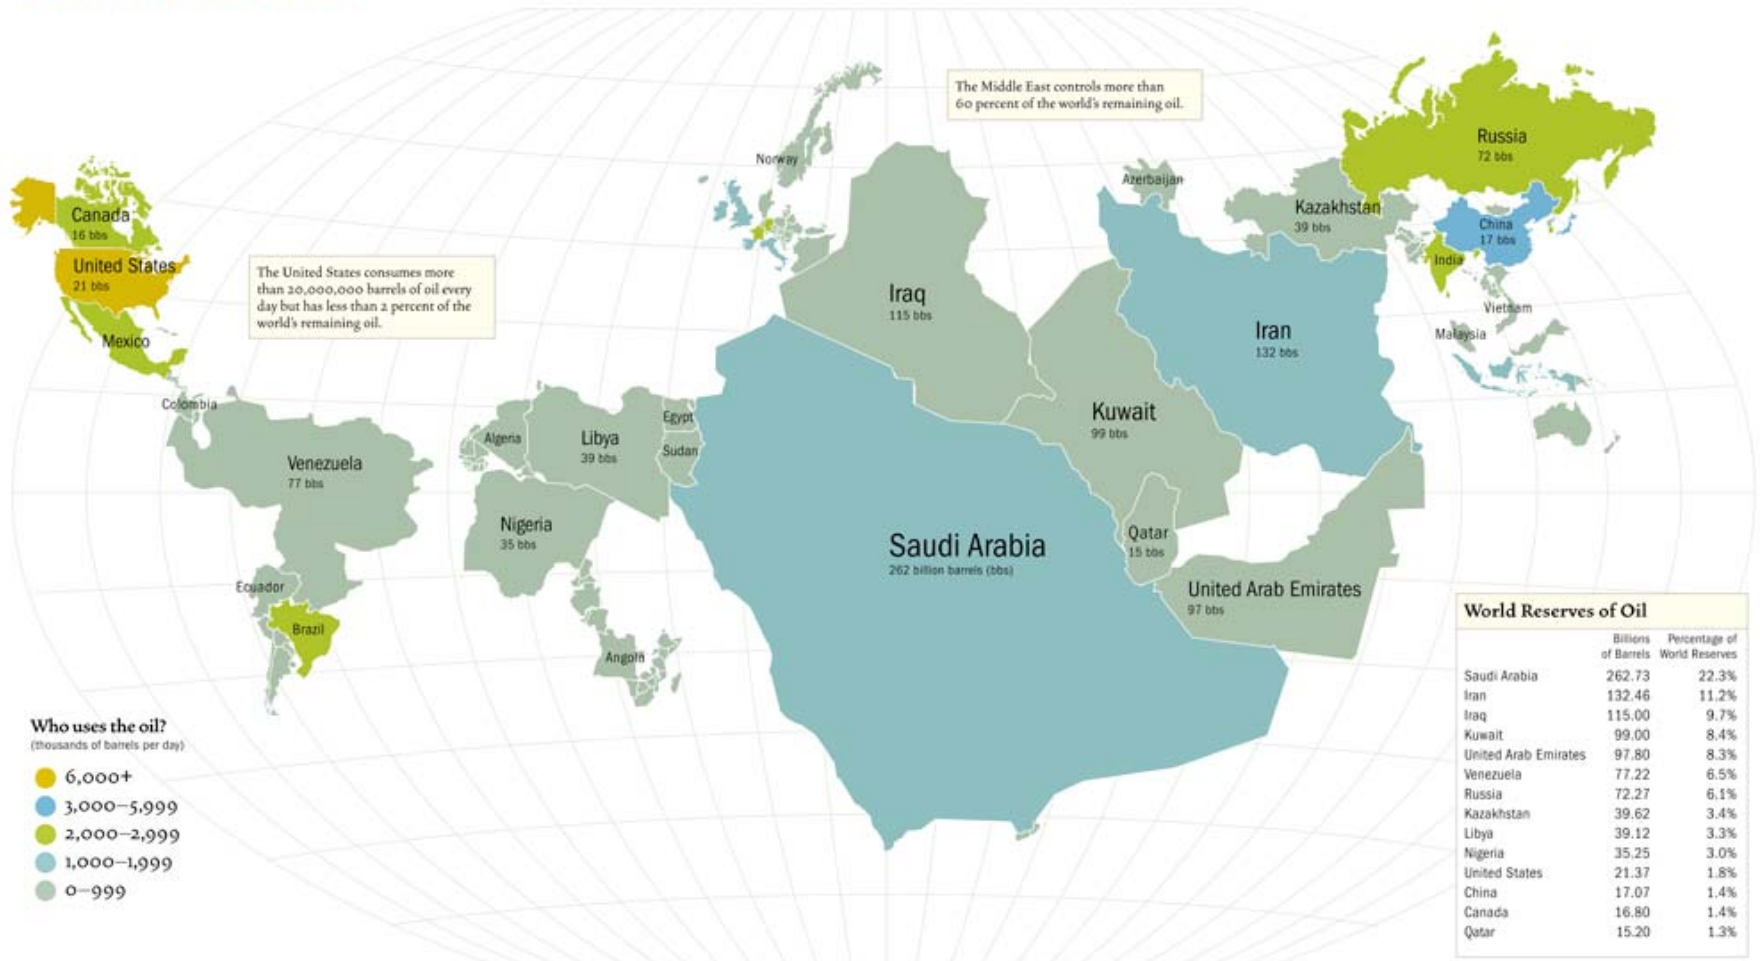 The Middle East controls more than
60 percent of the world's remaining oil.
Russia
72 bbs
Norway
Azerbaijan
Kazakhstan
39 bbs
China
17 bbs
India
Vietnam
Malaysia
Canada
16 bbs
United States
21 bbs
Mexico
The United States consumes more
than 20,000,000 barrels of oil every
day but has less than 2 percent of the
world's remaining oil.
Iraq
115 bbs
Iran
132 bbs
Kuwait
99 bbs
Colombia
Venezuela
77 bbs
Algeria
Libya
39 bbs
Egypt
Sudan
Nigeria
35 bbs
Saudi Arabia
262 billion barrels (bbs)
Qatar
15 bbs
United Arab Emirates
97 bbs
Ecuador
Brazil
Angola
Who uses the oil?
(thousands of barrels per day)
6,000+
3,000–5,999
2,000–2,999
1,000–1,999
0–999
World Reserves of Oil
Billions Percentage of
of Barrels World Reserves
Saudi Arabia 262.73 22.3%
Iran 132.46 11.2%
Iraq 115.00 9.7%
Kuwait 99.00 8.4%
United Arab Emirates 97.80 8.3%
Venezuela 77.22 6.5%
Russia 72.27 6.1%
Kazakhstan 39.62 3.4%
Libya 39.12 3.3%
Nigeria 35.25 3.0%
United States 21.37 1.8%
China 17.07 1.4%
Canada 16.80 1.4%
Qatar 15.20 1.3%